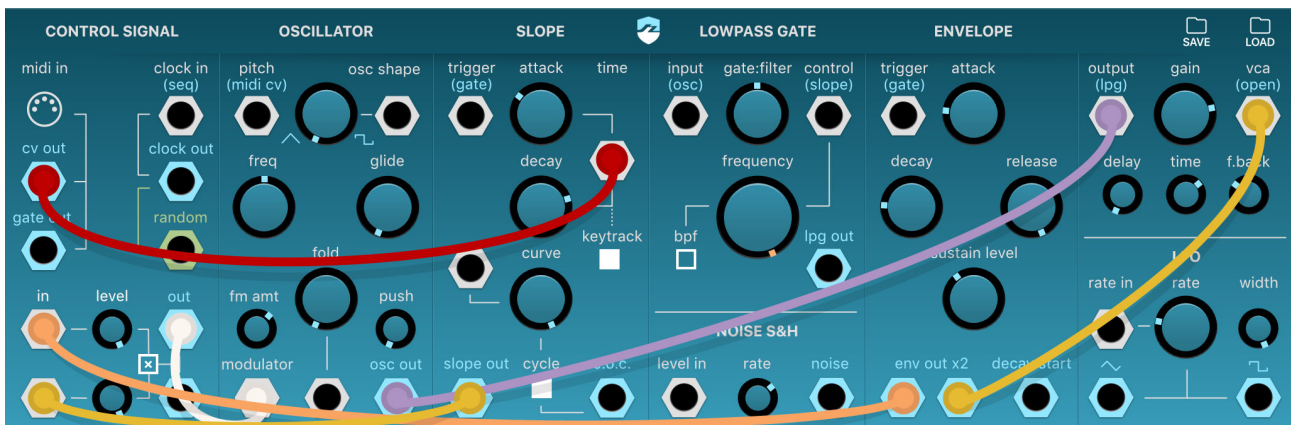 CONTROL SIGNAL OSCILLATOR SLOPE LOWPASS GATE ENVELOPE SAVE LOAD
midi in clock in pitch osc shape trigger attack time input gate:filter control trigger attack output gain vca
(seq) (midi cv) (gate) (osc) (slope) (gate) (lpg) (open)
cv out clock out freq glide decay frequency decay release delay time f.back
gate out random keytrack bpf lpg out
fold curve sustain level
in level out fm amt push rate in rate width
NOISE S&H
modulator osc out slope out cycle level in rate noise env out x2